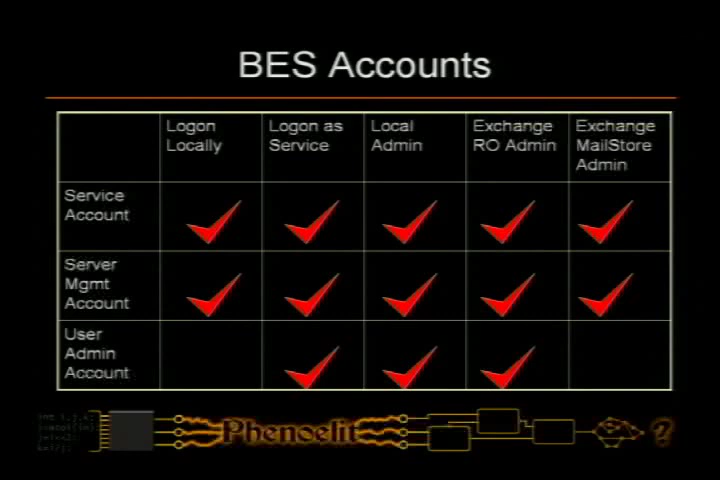 BES Accounts
Logon Locally
Logon as Service
Local Admin
Exchange RO Admin
Exchange MailStore Admin
Service Account
Server Mgmt Account
User Admin Account
Phenoelit
?